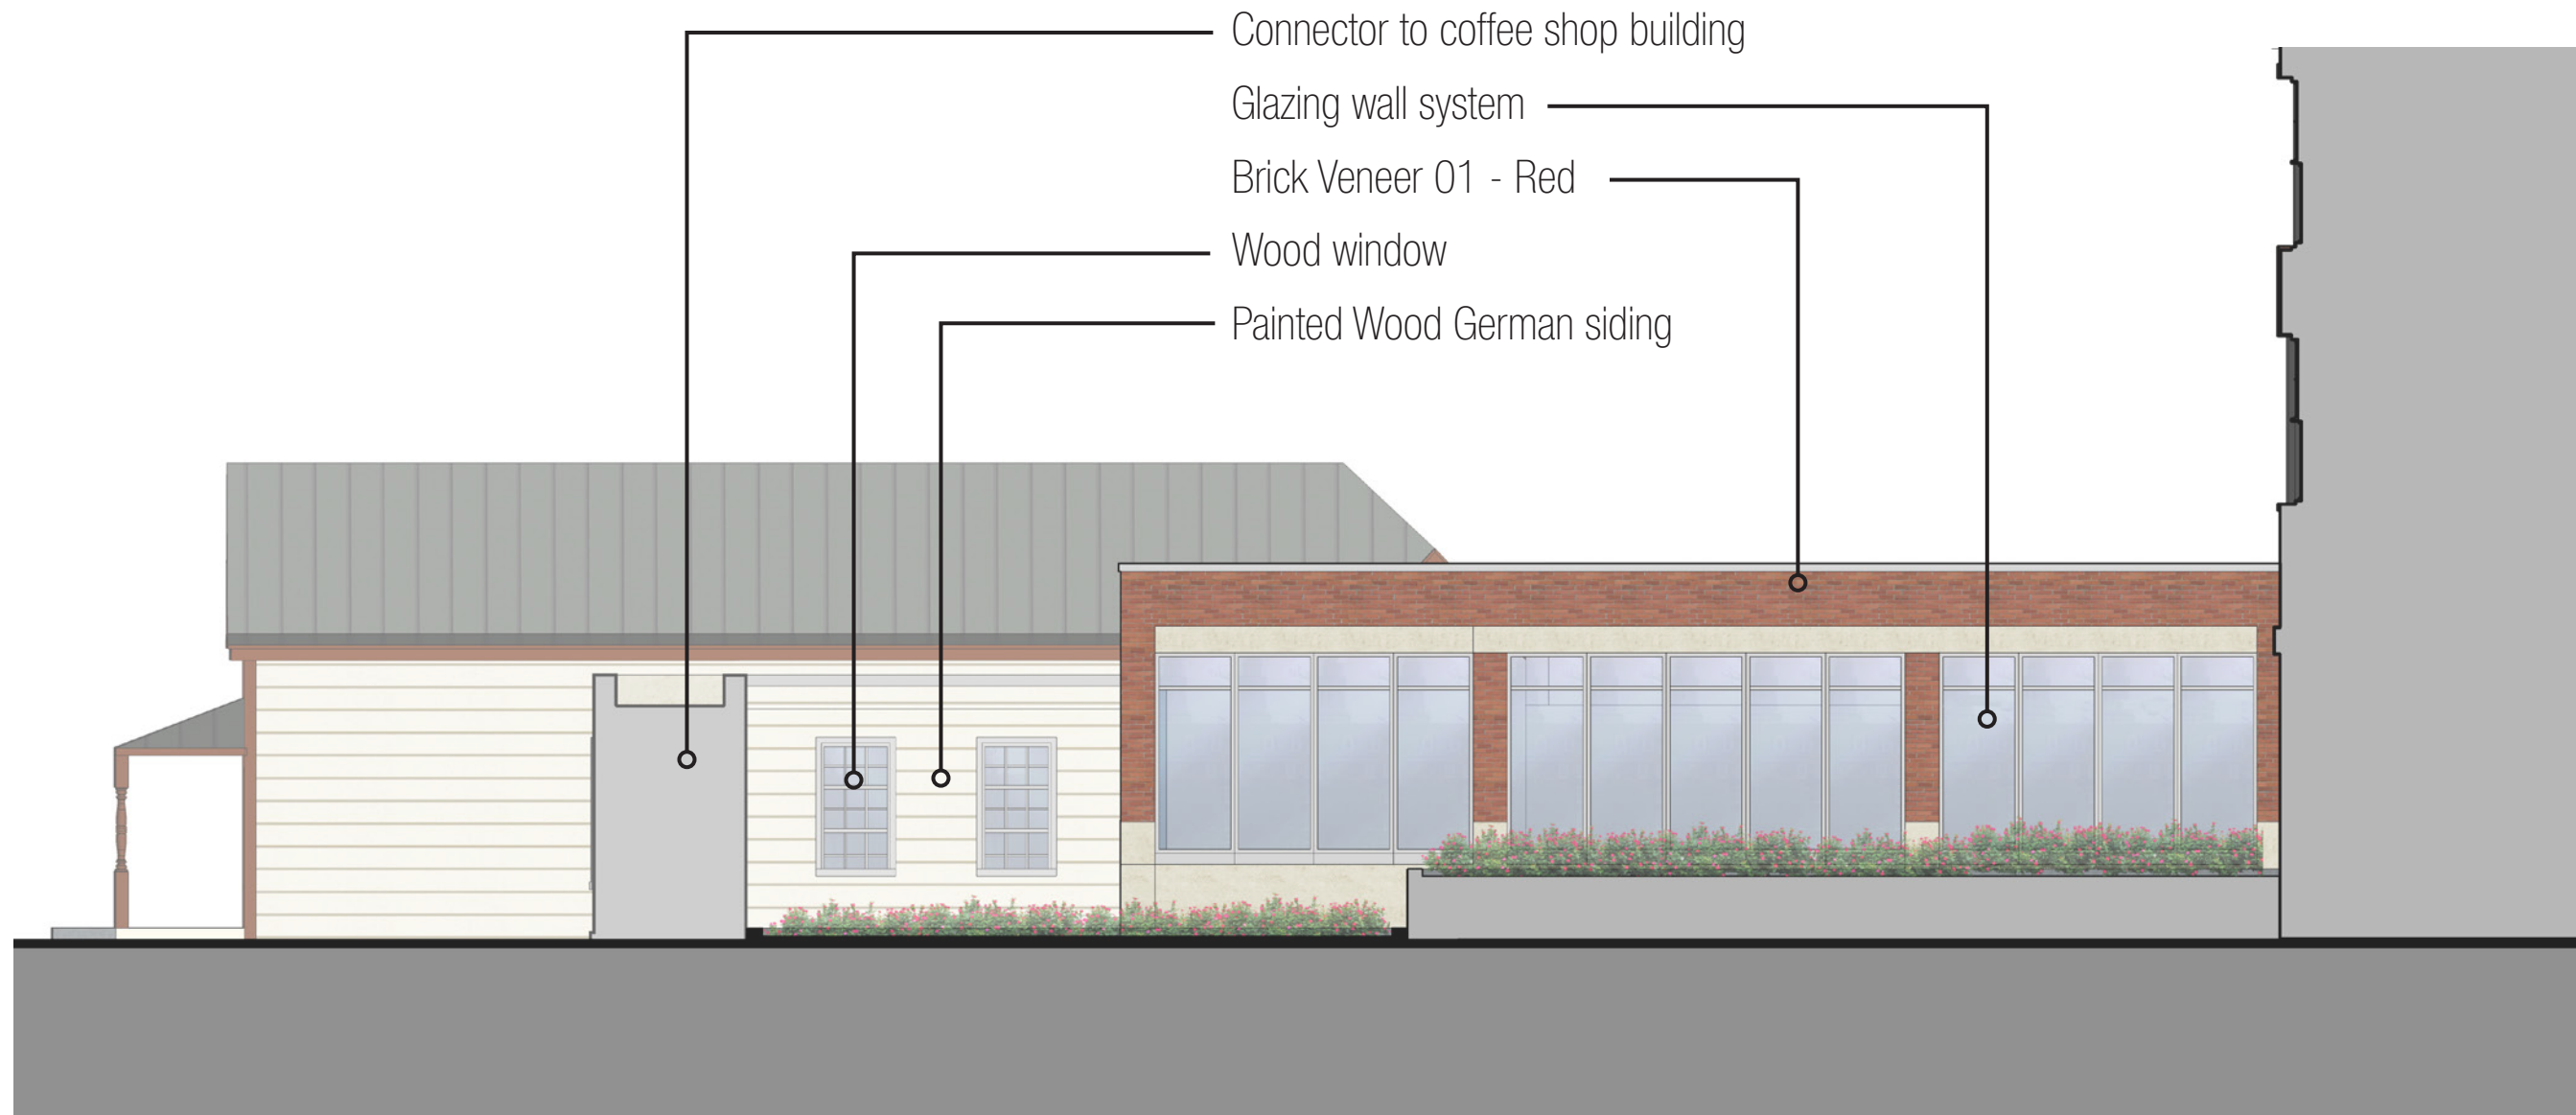 Connector to coffee shop building
Glazing wall system
Brick Veneer 01 - Red
Wood window
Painted Wood German siding